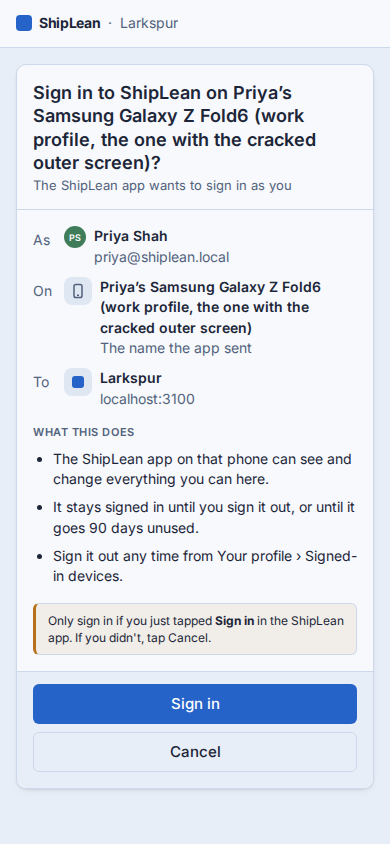 ShipLean · Larkspur
Sign in to ShipLean on Priya’s
Samsung Galaxy Z Fold6 (work
profile, the one with the cracked
outer screen)?
The ShipLean app wants to sign in as you
As PS Priya Shah
priya@shiplean.local
On Priya’s Samsung Galaxy Z Fold6
(work profile, the one with the
cracked outer screen)
The name the app sent
To Larkspur
localhost:3100
WHAT THIS DOES
• The ShipLean app on that phone can see and
change everything you can here.
• It stays signed in until you sign it out, or until it
goes 90 days unused.
• Sign it out any time from Your profile › Signed-
in devices.
Only sign in if you just tapped Sign in in the ShipLean
app. If you didn't, tap Cancel.
Sign in
Cancel